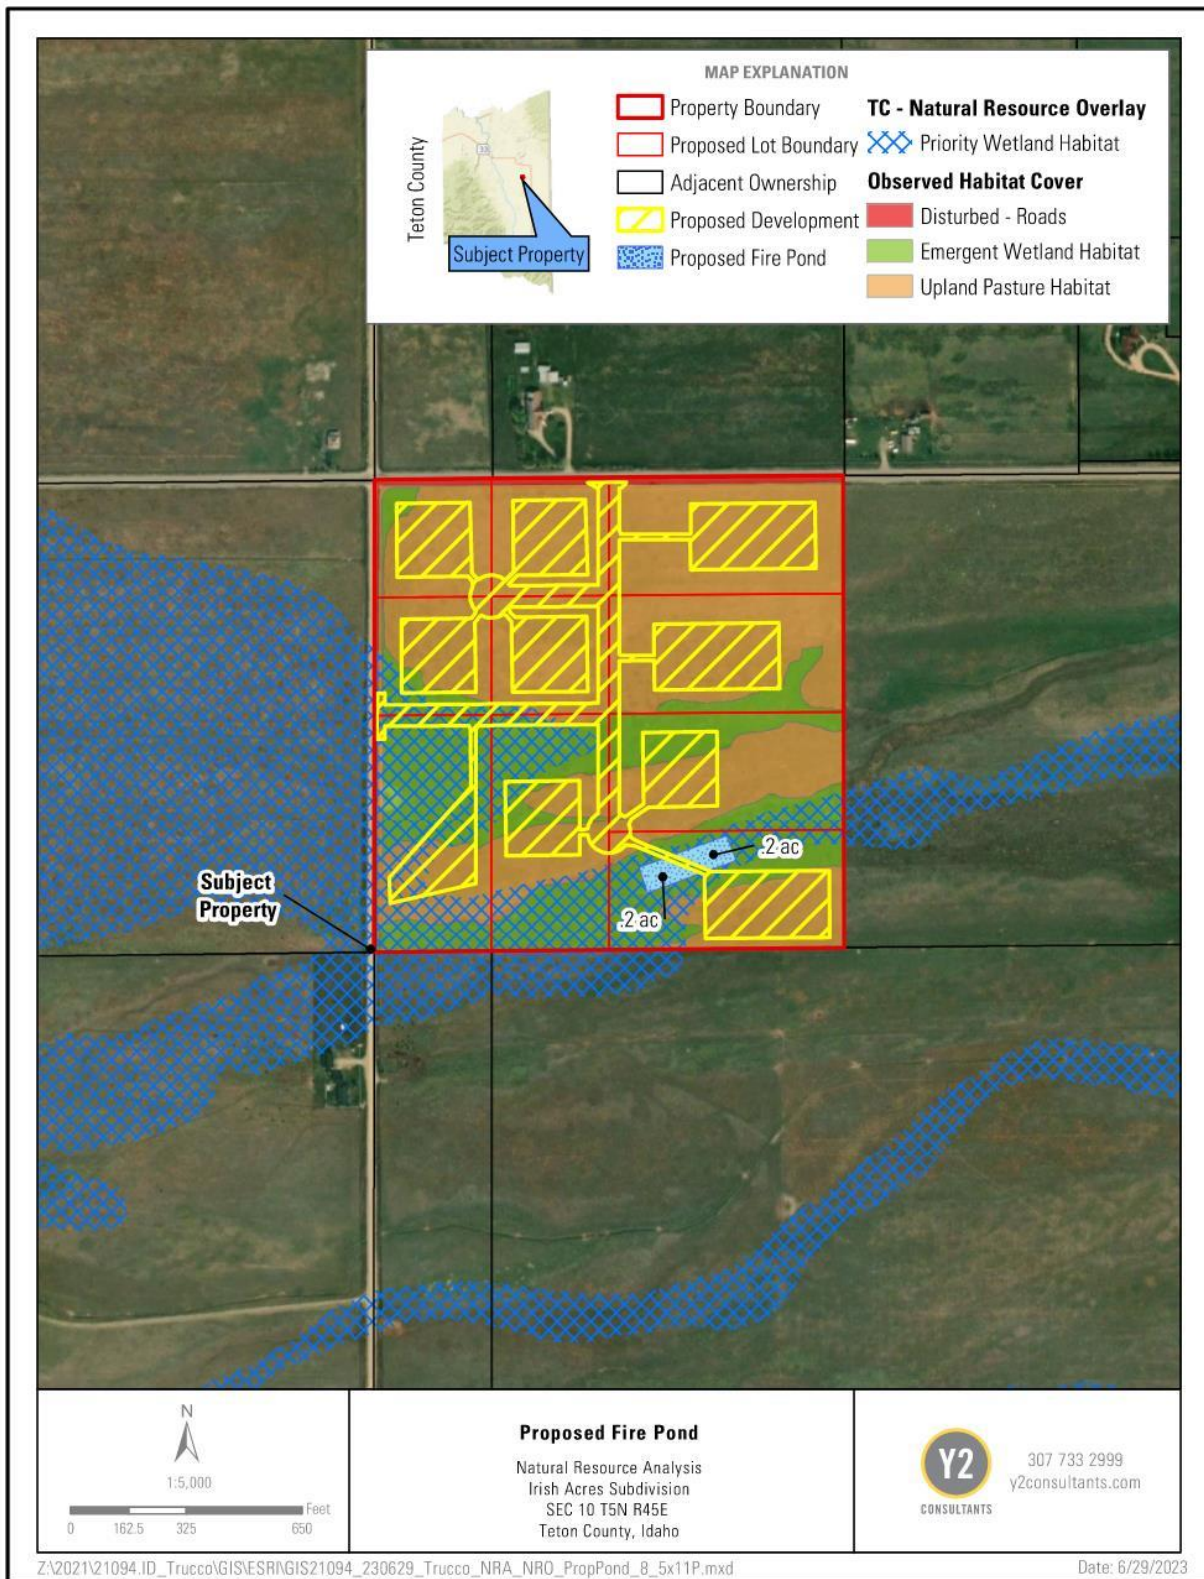 MAP EXPLANATION
Teton County
33
Subject Property
Property Boundary
Proposed Lot Boundary
Adjacent Ownership
Proposed Development
Proposed Fire Pond
TC - Natural Resource Overlay
Priority Wetland Habitat
Observed Habitat Cover
Disturbed - Roads
Emergent Wetland Habitat
Upland Pasture Habitat
.2 ac
.2 ac
Subject
Property
N
1:5,000
Feet
0 162.5 325 650
Proposed Fire Pond
Natural Resource Analysis
Irish Acres Subdivision
SEC 10 T5N R45E
Teton County, Idaho
Y2
CONSULTANTS
307 733 2999
y2consultants.com
Z:\2021\21094.ID_Trucco\GIS\ESRI\GIS21094_230629_Trucco_NRA_NRO_PropPond_8_5x11P.mxd
Date: 6/29/2023